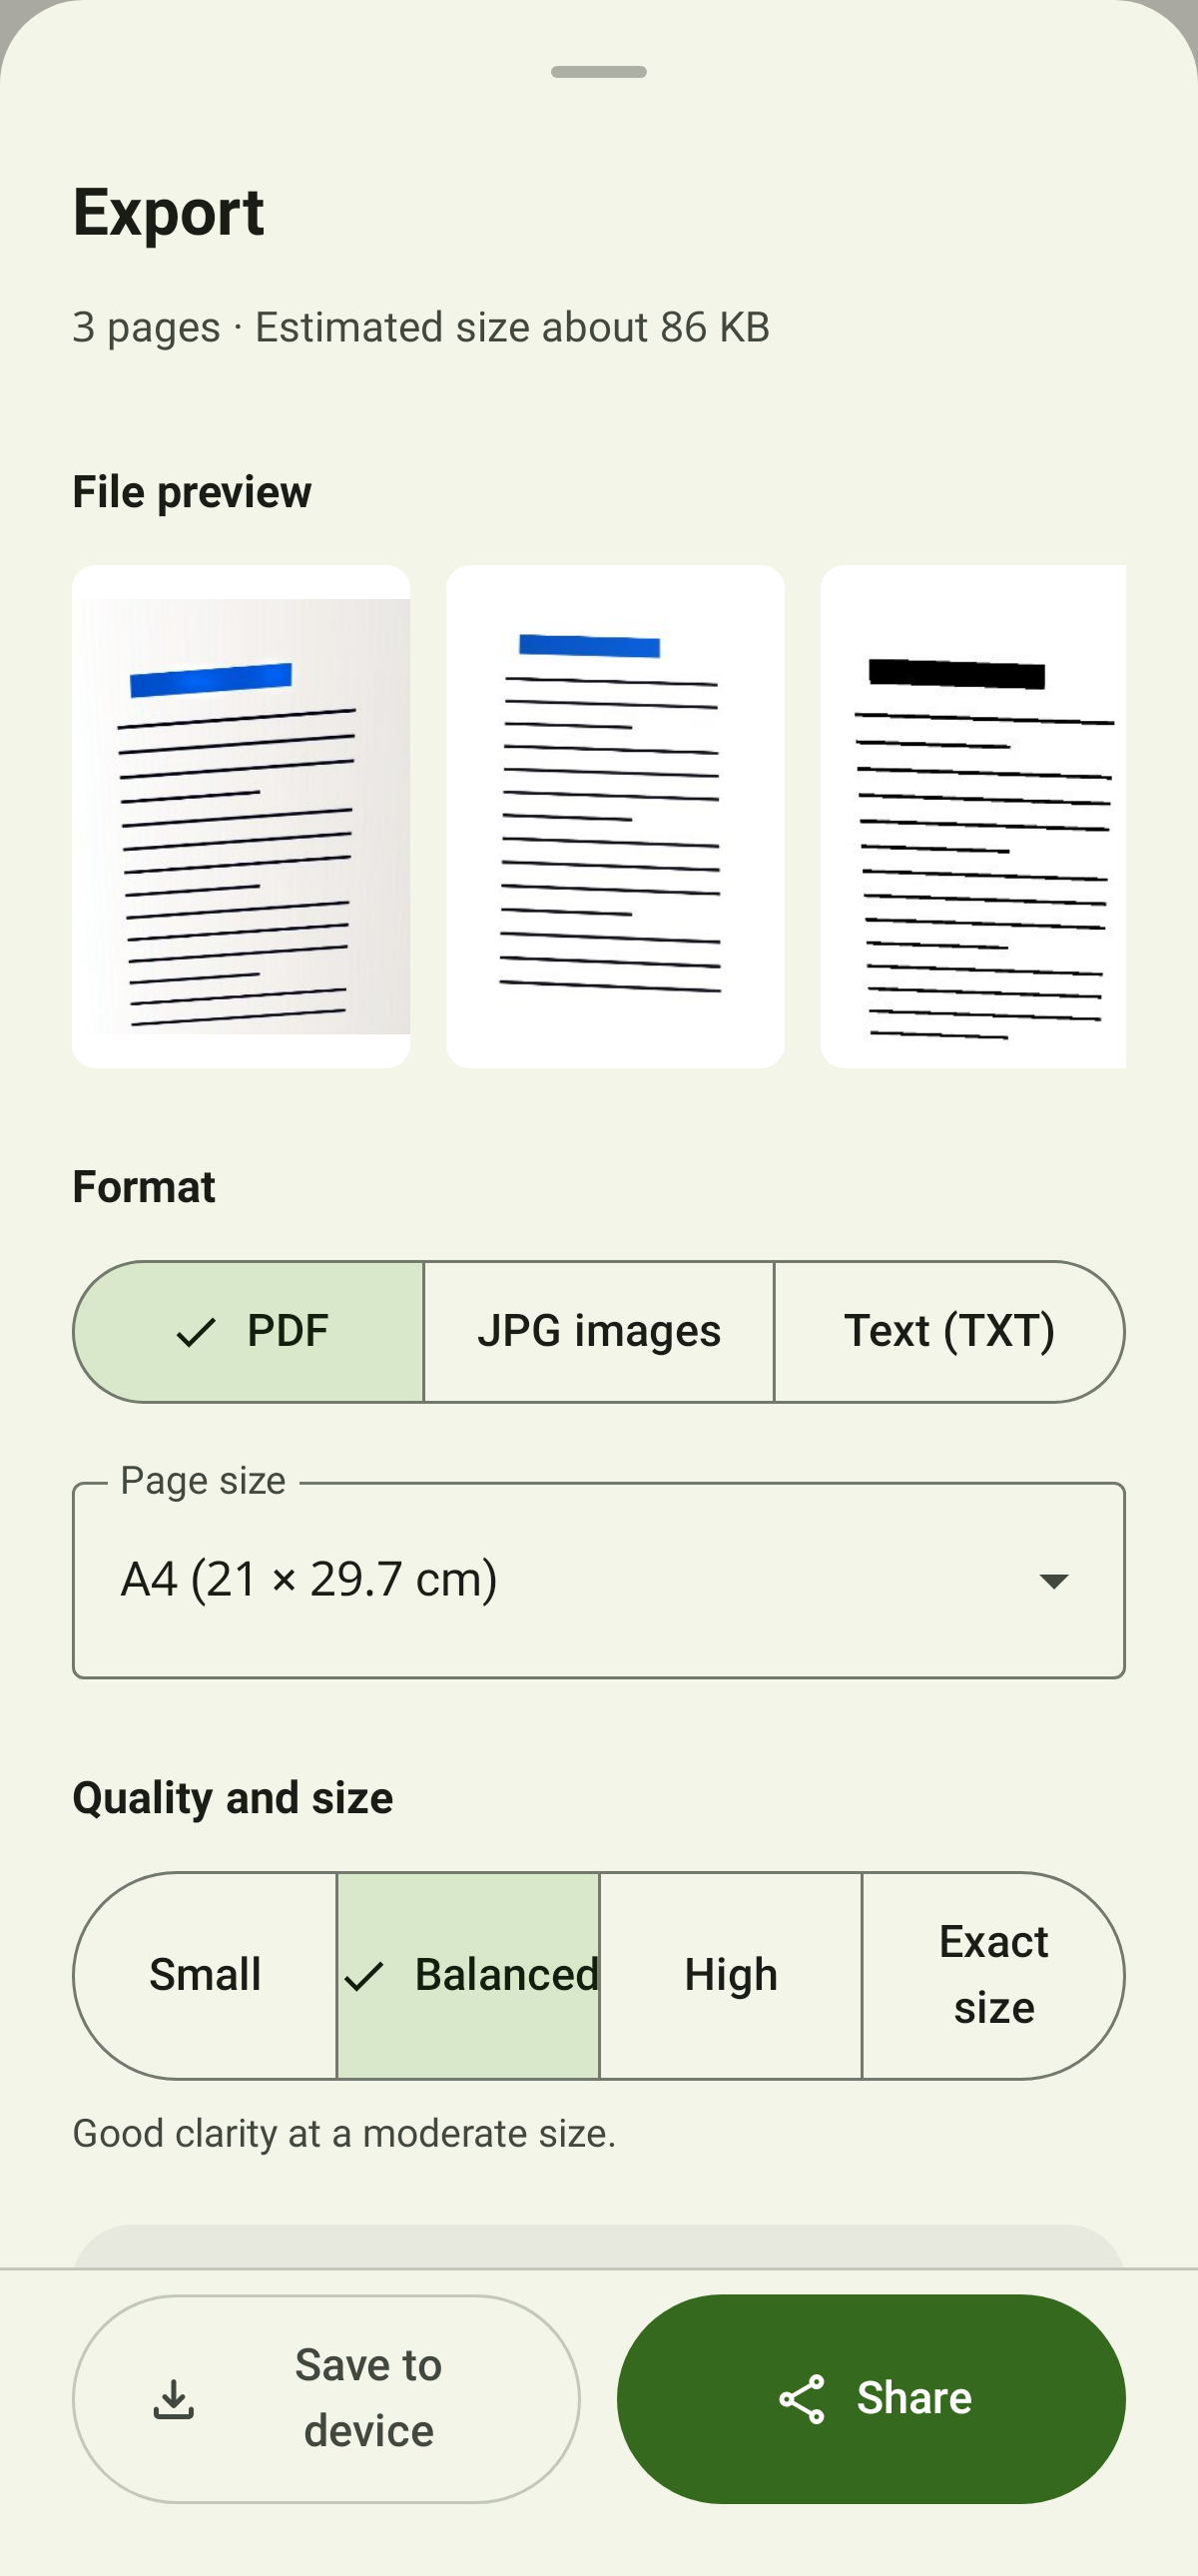 Export
3 pages · Estimated size about 86 KB
File preview
Format
PDF
JPG images
Text (TXT)
Page size
A4 (21 × 29.7 cm)
Quality and size
Small
Balanced
High
Exact
size
Good clarity at a moderate size.
Save to
device
Share